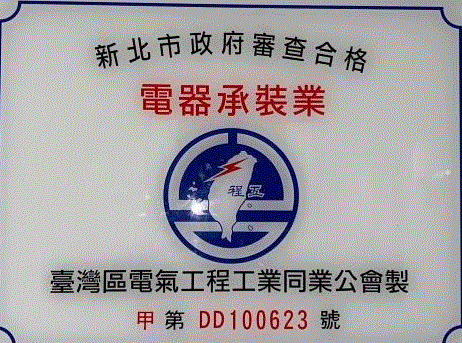 新北市政府審查合格
電器承裝業
工程
臺灣區電氣工程工業同業公會製
甲第 DD100623 號